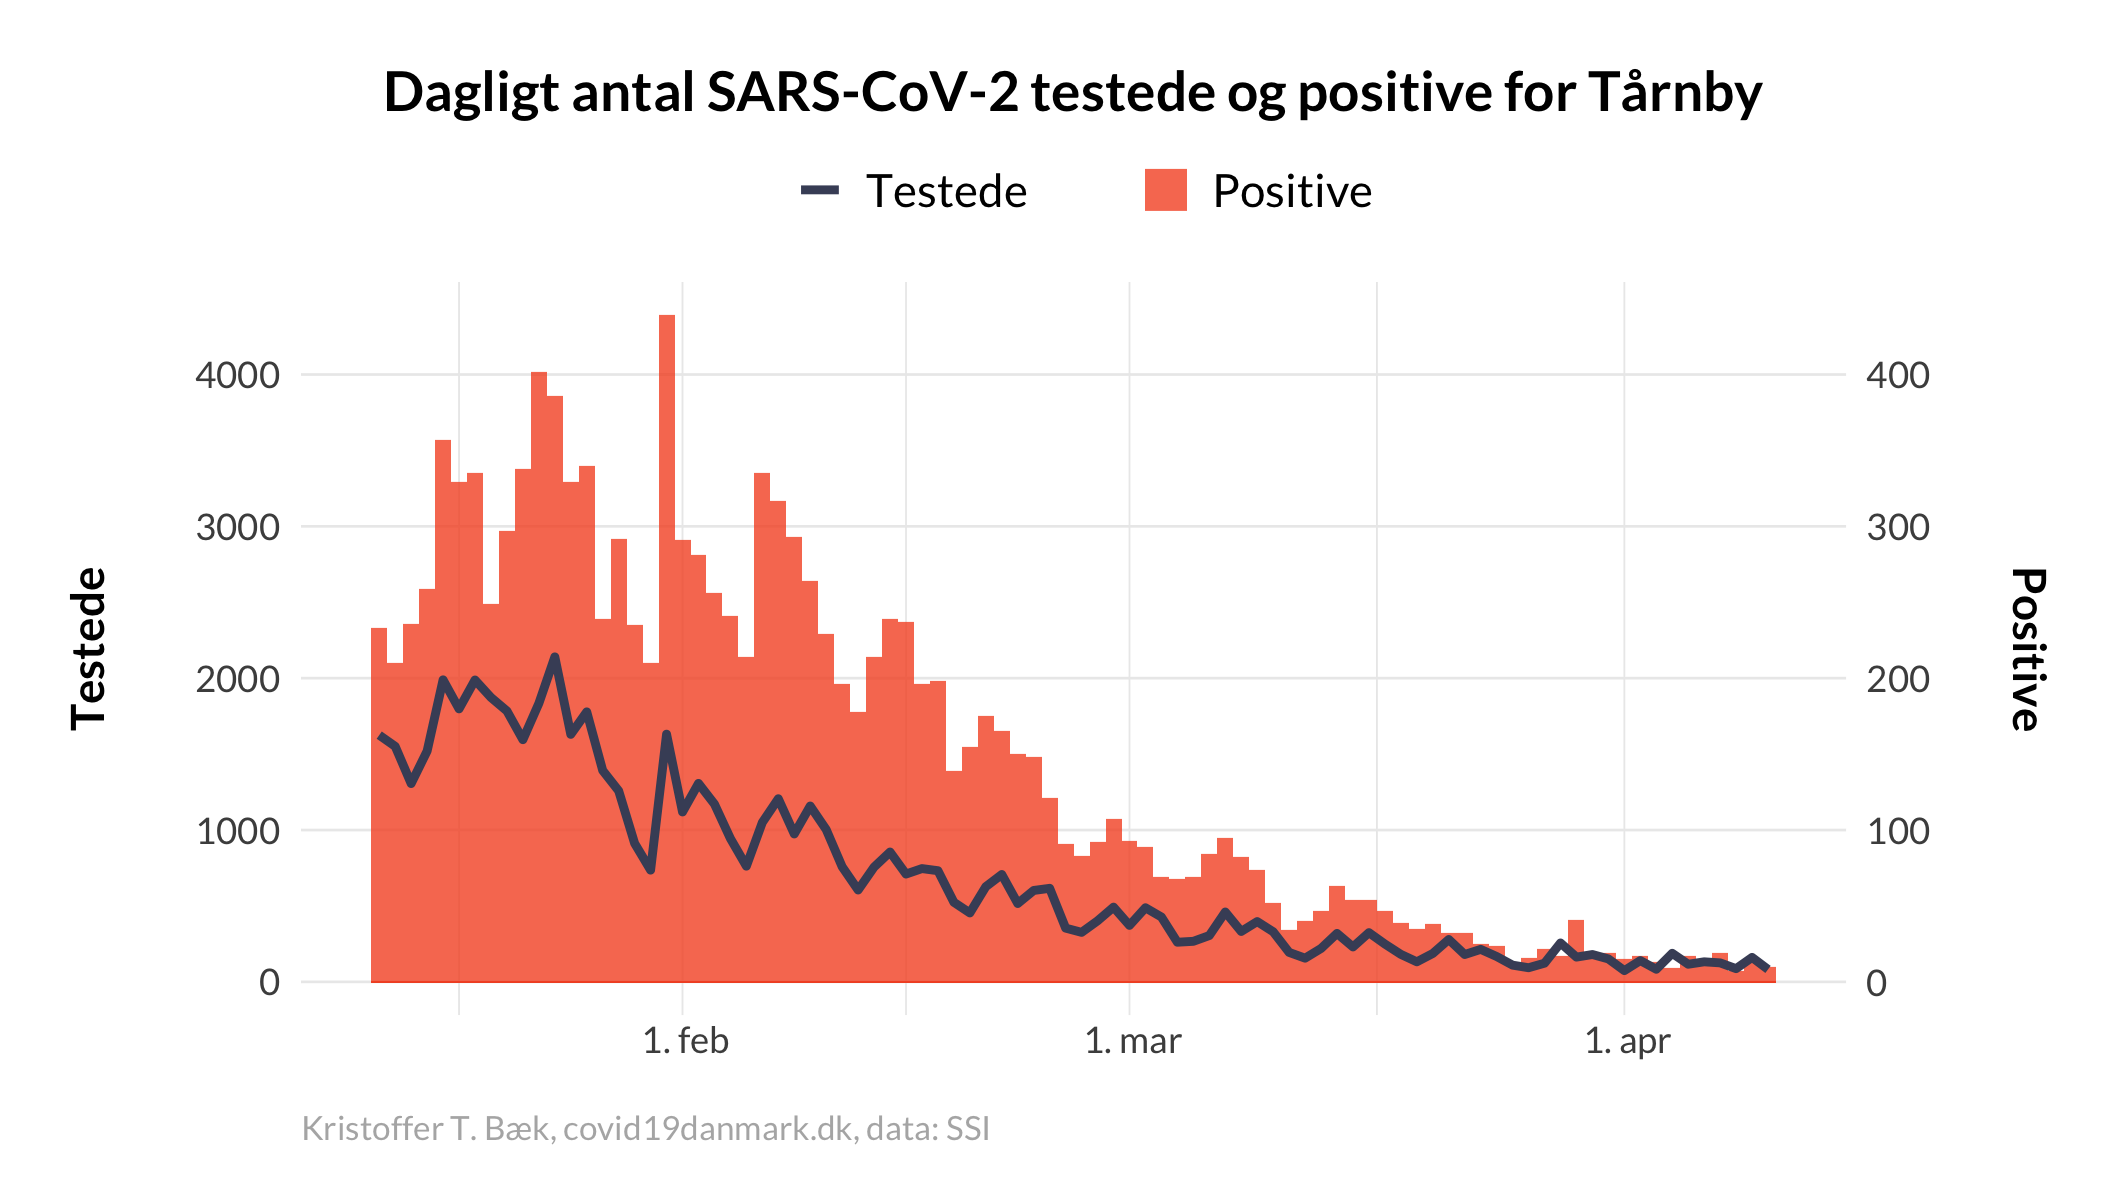 Dagligt antal SARS-CoV-2 testede og positive for Tårnby
Testede Positive
4000 400
3000 300
2000 200
1000 100
0 0
Testede
Positive
1. feb 1. mar 1. apr
Kristoffer T. Bæk, covid19danmark.dk, data: SSI